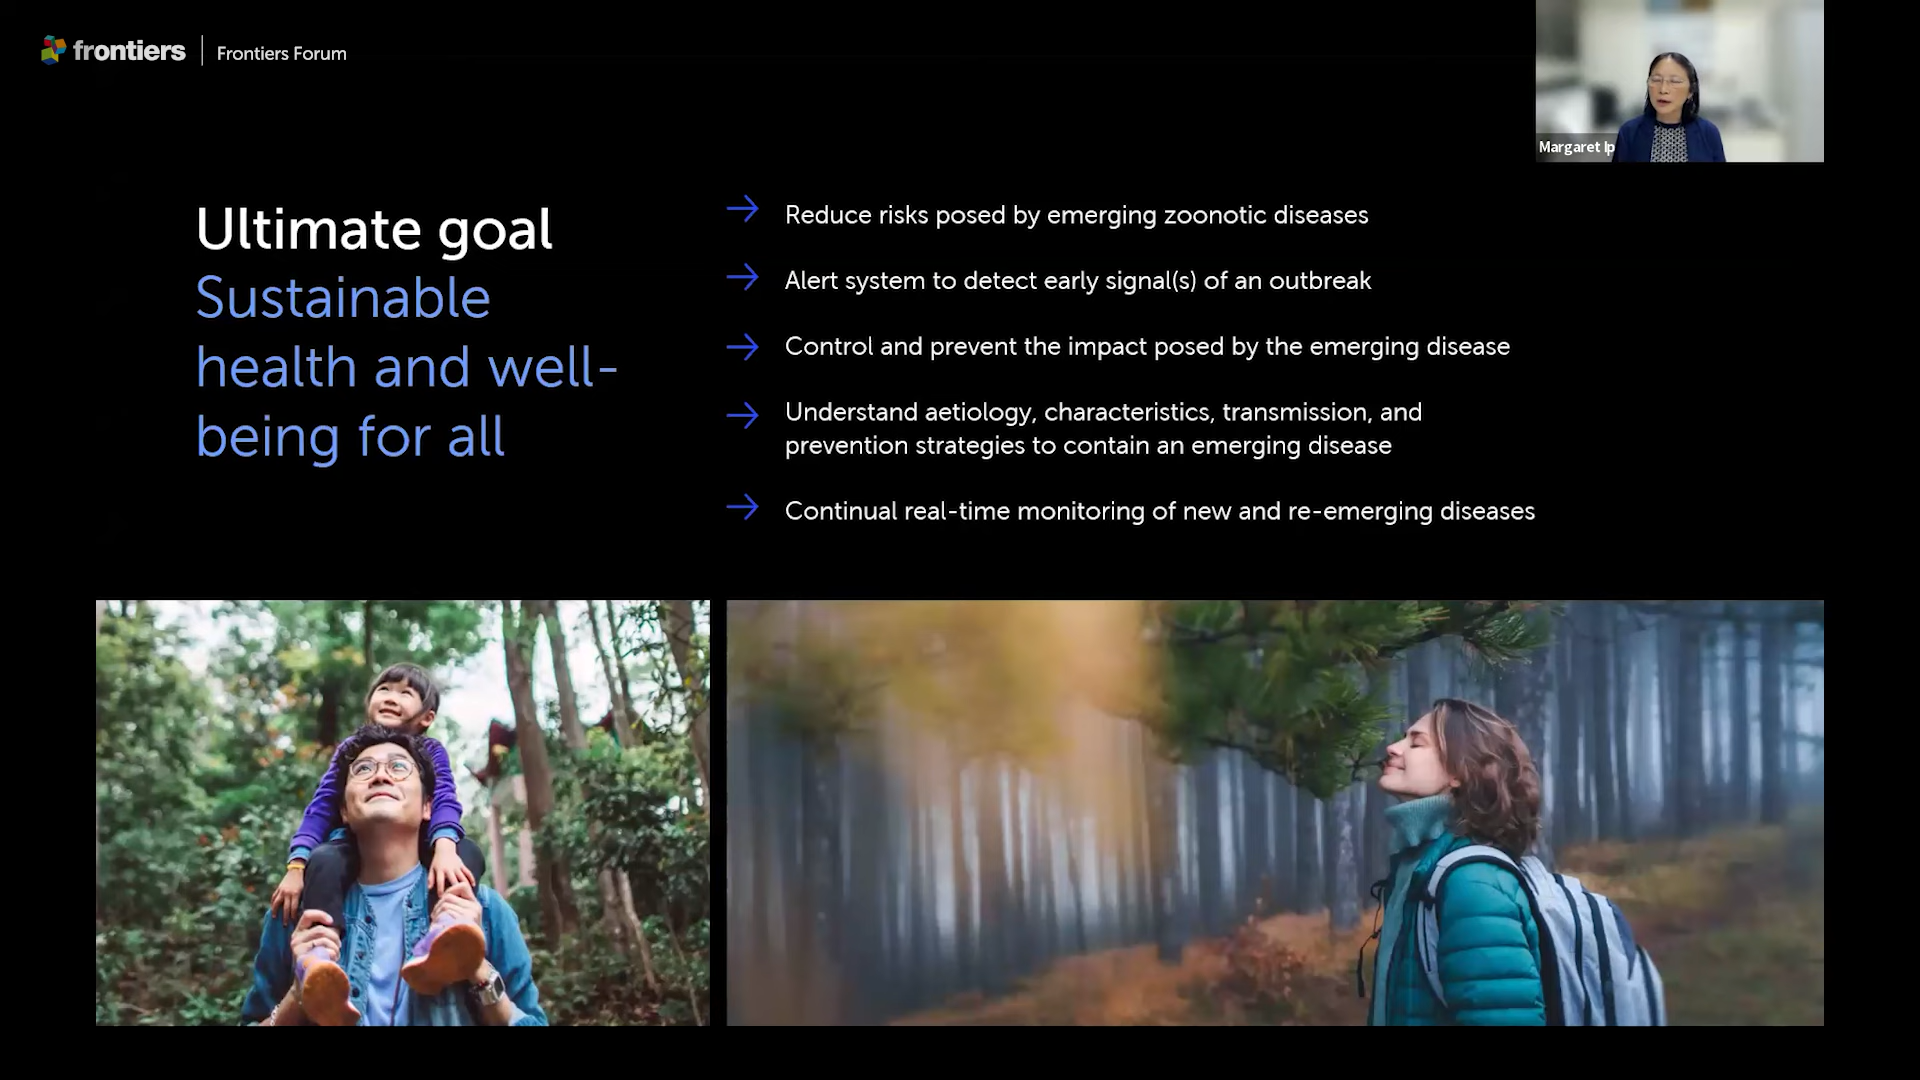 frontiers
Frontiers Forum
Margaret Ip
Ultimate goal
Sustainable
health and well-
being for all
Reduce risks posed by emerging zoonotic diseases
Alert system to detect early signal(s) of an outbreak
Control and prevent the impact posed by the emerging disease
Understand aetiology, characteristics, transmission, and
prevention strategies to contain an emerging disease
Continual real-time monitoring of new and re-emerging diseases